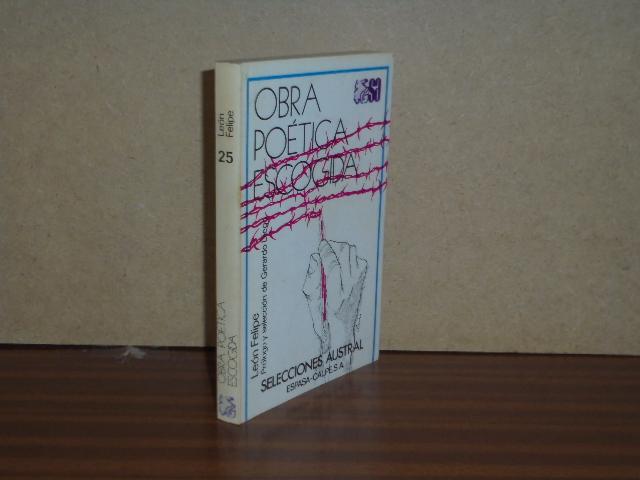 León
Felipe
25
OBRA POÉTICA
ESCOGIDA
SA
OBRA
POÉTICA
ESCOGIDA
León Felipe
Prólogo y selección de Gerardo
SELECCIONES AUSTRAL
ESPASA-CALPE, S.A.